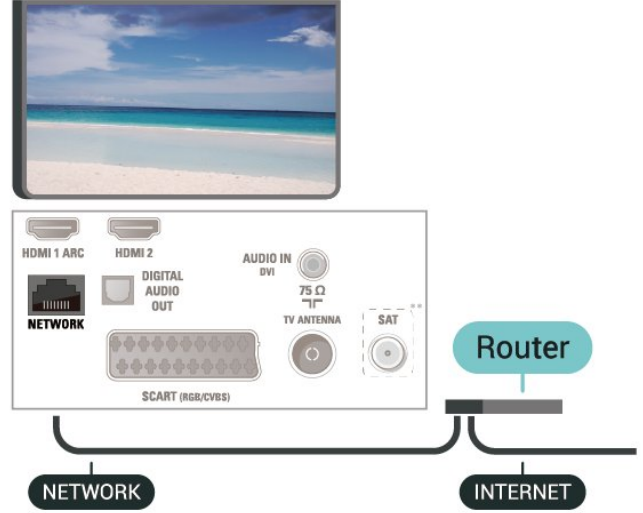 HDMI 1 ARC
HDMI 2
NETWORK
DIGITAL
AUDIO
OUT
AUDIO IN
DVI
75 Ω
TV ANTENNA
SAT
SCART (RGB/CVBS)
Router
NETWORK
INTERNET